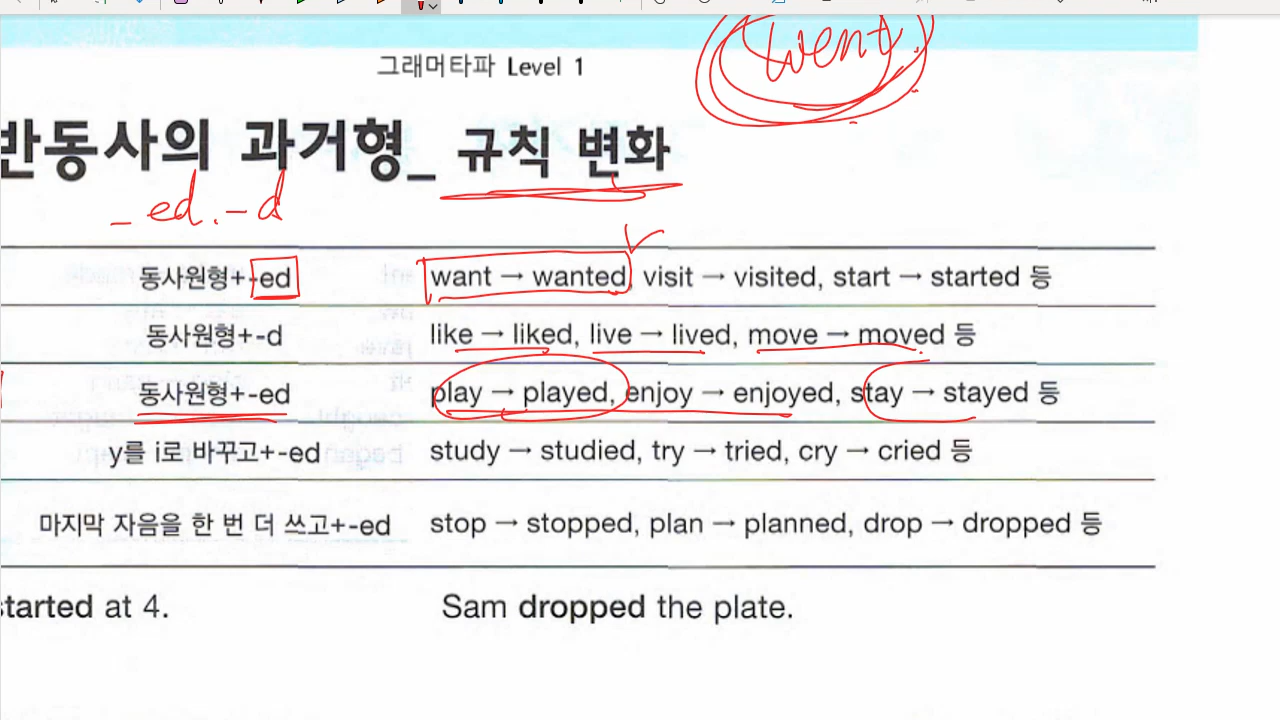 went
그래머타파 Level 1
반동사의 과거형_ 규칙 변화
- ed. - d
동사원형+-ed want → wanted, visit → visited, start → started 등
동사원형+-d like → liked, live → lived, move → moved 등
동사원형+-ed play → played, enjoy → enjoyed, stay → stayed 등
y를 i로 바꾸고+-ed study → studied, try → tried, cry → cried 등
마지막 자음을 한 번 더 쓰고+-ed stop → stopped, plan → planned, drop → dropped 등
started at 4. Sam dropped the plate.